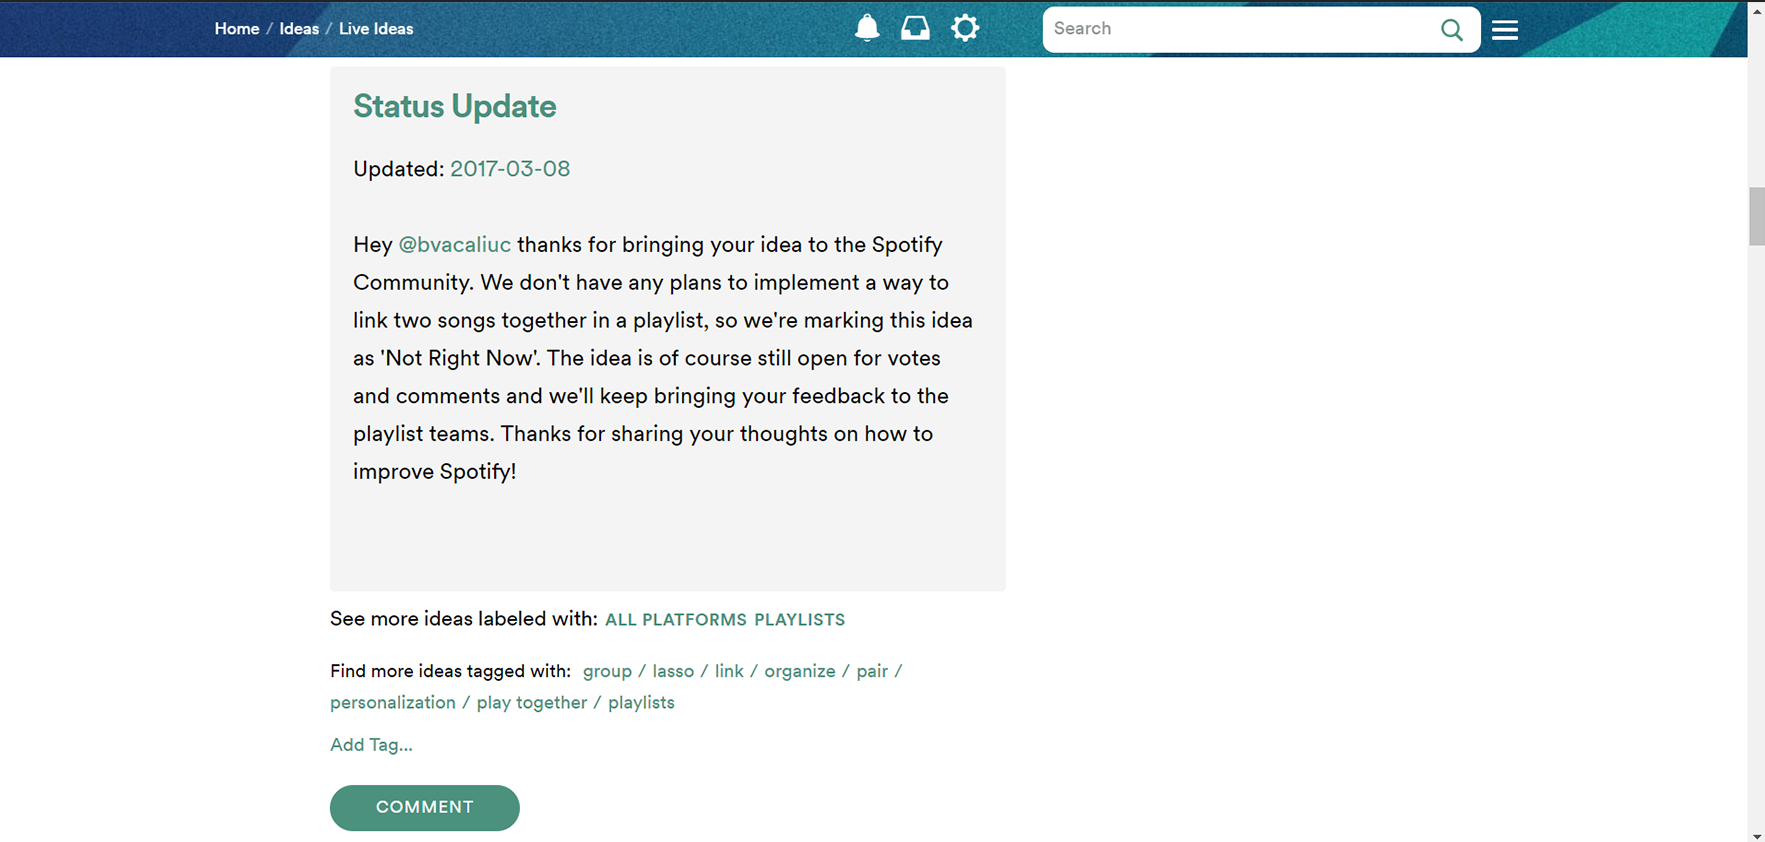 Home / Ideas / Live Ideas
Search
Status Update
Updated: 2017-03-08
Hey @bvacaliuc thanks for bringing your idea to the Spotify
Community. We don't have any plans to implement a way to
link two songs together in a playlist, so we're marking this idea
as 'Not Right Now'. The idea is of course still open for votes
and comments and we'll keep bringing your feedback to the
playlist teams. Thanks for sharing your thoughts on how to
improve Spotify!
See more ideas labeled with: ALL PLATFORMS PLAYLISTS
Find more ideas tagged with: group / lasso / link / organize / pair /
personalization / play together / playlists
Add Tag...
COMMENT